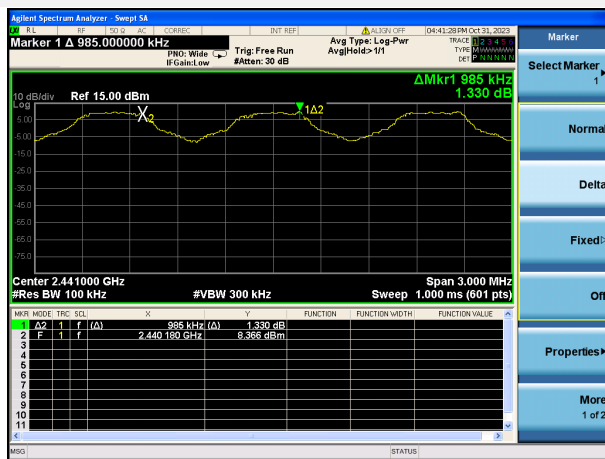 Agilent Spectrum Analyzer - Swept SA
RL RF 50 Ω AC CORREC INT REF ALIGN OFF 04:41:28 PM Oct 31, 2023
Marker 1 Δ 985.000000 kHz
PNO: Wide
IFGain:Low
Trig: Free Run
#Atten: 30 dB
Avg Type: Log-Pwr
Avg|Hold:>1/1
TRACE 1 2 3 4 5 6
TYPE M
DET P N N N N N
Marker
Select Marker
1
Normal
Delta
Fixed
Off
Properties
More
1 of 2
ΔMkr1 985 kHz
1.330 dB
10 dB/div Ref 15.00 dBm
Log
5.00
-5.00
-15.0
-25.0
-35.0
-45.0
-55.0
-65.0
-75.0
X2
1Δ2
Center 2.441000 GHz Span 3.000 MHz
#Res BW 100 kHz #VBW 300 kHz Sweep 1.000 ms (601 pts)
MKR MODE TRC SCL X Y FUNCTION FUNCTION WIDTH FUNCTION VALUE
1 Δ2 1 f (Δ) 985 kHz (Δ) 1.330 dB
2 F 1 f 2.440 180 GHz 8.366 dBm
3
4
5
6
7
8
9
10
11
MSG STATUS